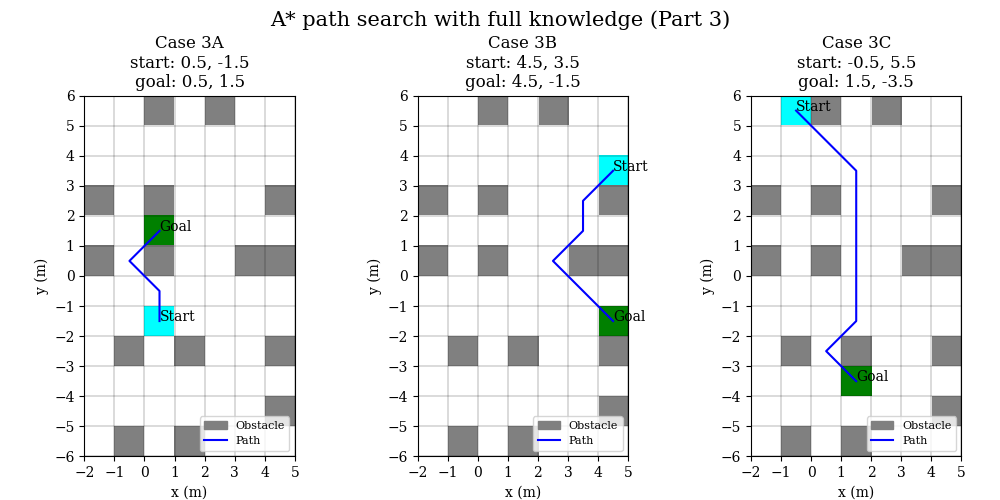 A* path search with full knowledge (Part 3)
Case 3A
start: 0.5, -1.5
goal: 0.5, 1.5
6
5
4
3
2
1
0
−1
−2
−3
−4
−5
−6
y (m)
Goal
Start
Obstacle
Path
−2 −1 0 1 2 3 4 5
x (m)
Case 3B
start: 4.5, 3.5
goal: 4.5, -1.5
6
5
4
3
2
1
0
−1
−2
−3
−4
−5
−6
y (m)
Start
Goal
Obstacle
Path
−2 −1 0 1 2 3 4 5
x (m)
Case 3C
start: -0.5, 5.5
goal: 1.5, -3.5
6
5
4
3
2
1
0
−1
−2
−3
−4
−5
−6
y (m)
Start
Goal
Obstacle
Path
−2 −1 0 1 2 3 4 5
x (m)